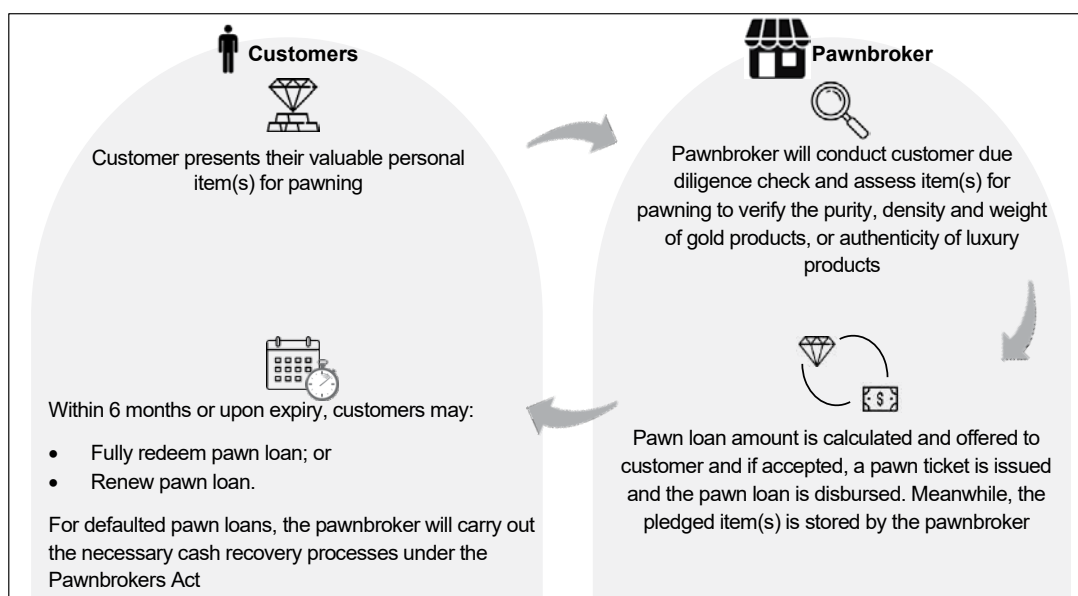 Customers
Customer presents their valuable personal
item(s) for pawning
Pawnbroker
Pawnbroker will conduct customer due
diligence check and assess item(s) for
pawning to verify the purity, density and weight
of gold products, or authenticity of luxury
products
$
Pawn loan amount is calculated and offered to
customer and if accepted, a pawn ticket is issued
and the pawn loan is disbursed. Meanwhile, the
pledged item(s) is stored by the pawnbroker
Within 6 months or upon expiry, customers may:
• Fully redeem pawn loan; or
• Renew pawn loan.
For defaulted pawn loans, the pawnbroker will carry out
the necessary cash recovery processes under the
Pawnbrokers Act